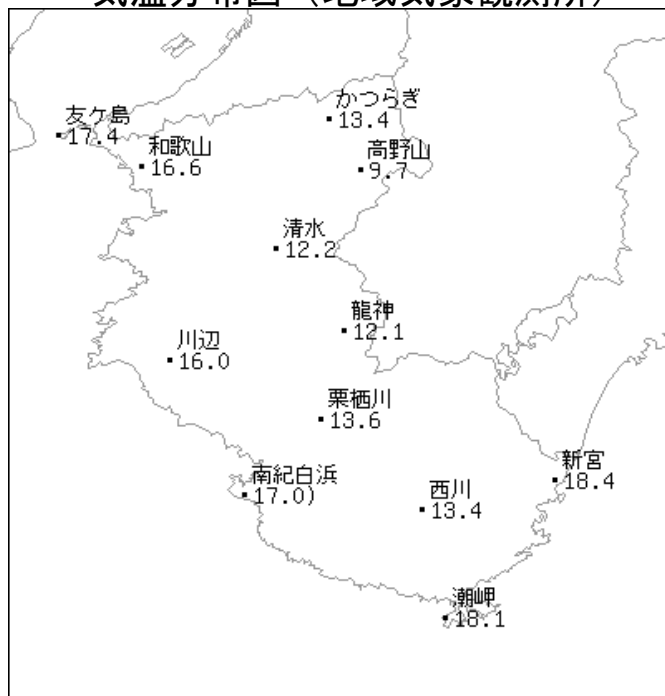 気温分布図（地域気象観測所）
かつらぎ
13.4
友ケ島
17.4
和歌山
16.6
高野山
9.7
清水
12.2
龍神
12.1
川辺
16.0
栗栖川
13.6
新宮
18.4
南紀白浜
17.0)
西川
13.4
潮岬
18.1